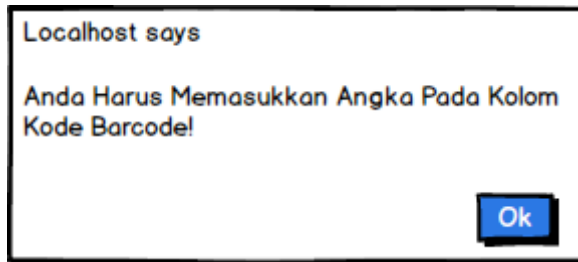 Localhost says
Anda Harus Memasukkan Angka Pada Kolom
Kode Barcode!
Ok